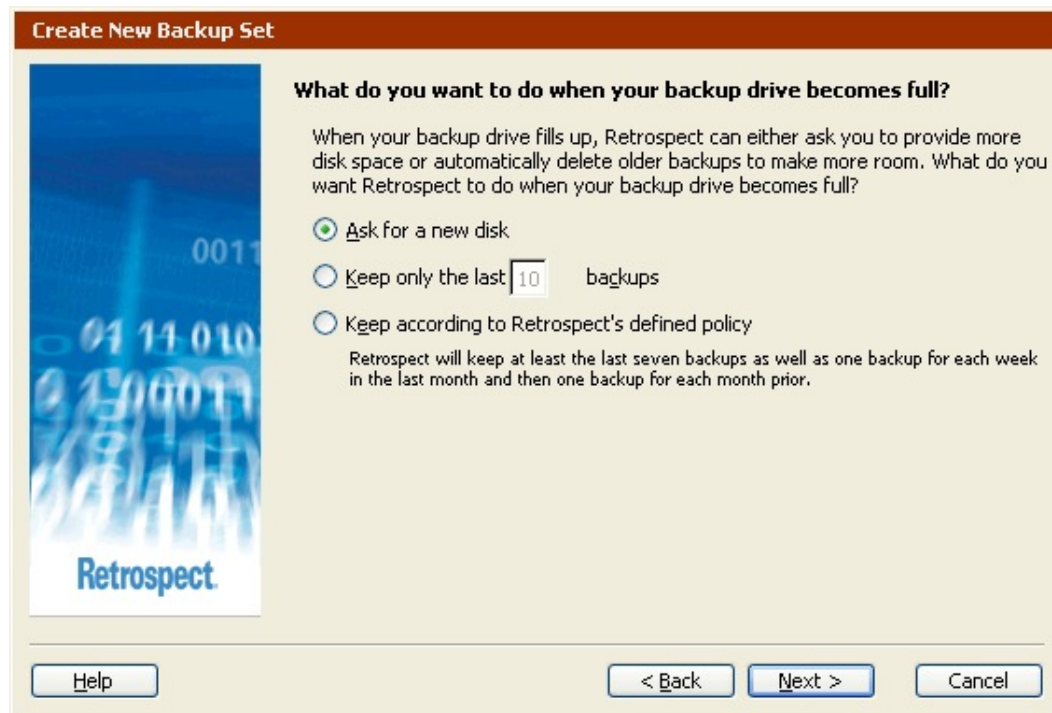 Create New Backup Set
What do you want to do when your backup drive becomes full?
When your backup drive fills up, Retrospect can either ask you to provide more
disk space or automatically delete older backups to make more room. What do you
want Retrospect to do when your backup drive becomes full?
Ask for a new disk
Keep only the last 10 backups
Keep according to Retrospect's defined policy
Retrospect will keep at least the last seven backups as well as one backup for each week
in the last month and then one backup for each month prior.
0011
01 11 010
Retrospect.
Help
< Back
Next >
Cancel